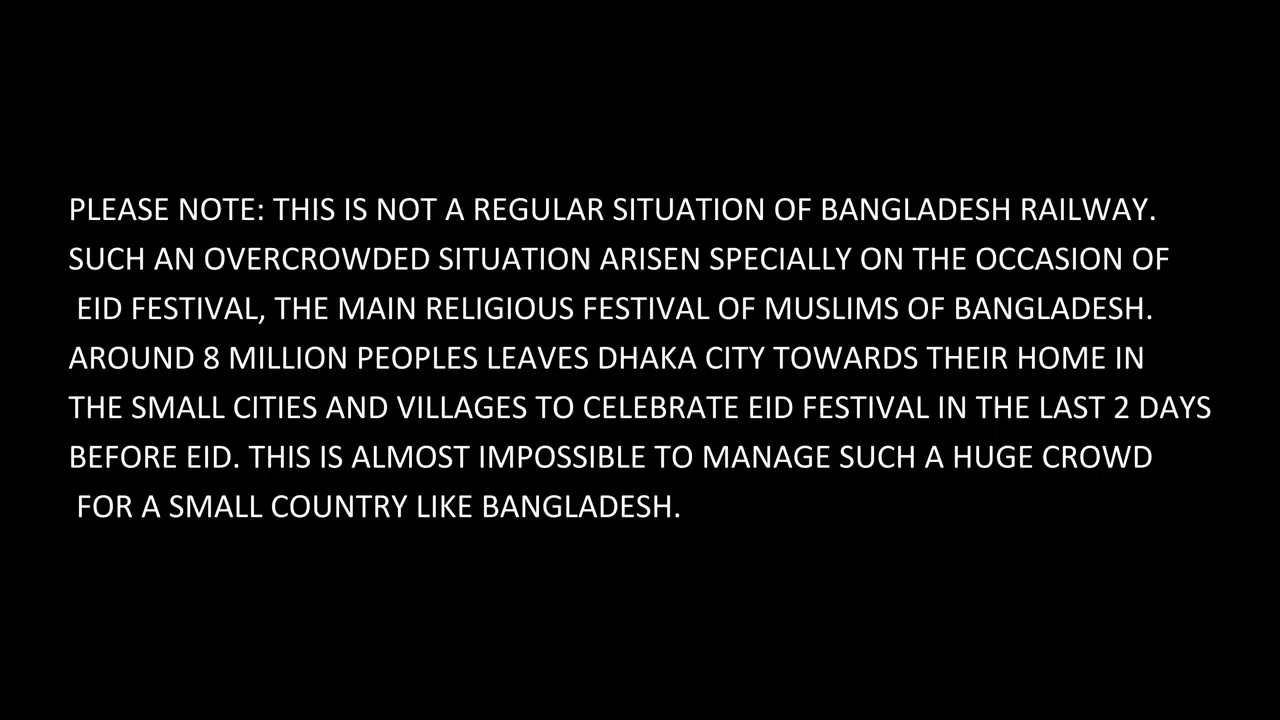 PLEASE NOTE: THIS IS NOT A REGULAR SITUATION OF BANGLADESH RAILWAY.
SUCH AN OVERCROWDED SITUATION ARISEN SPECIALLY ON THE OCCASION OF
EID FESTIVAL, THE MAIN RELIGIOUS FESTIVAL OF MUSLIMS OF BANGLADESH.
AROUND 8 MILLION PEOPLES LEAVES DHAKA CITY TOWARDS THEIR HOME IN
THE SMALL CITIES AND VILLAGES TO CELEBRATE EID FESTIVAL IN THE LAST 2 DAYS
BEFORE EID. THIS IS ALMOST IMPOSSIBLE TO MANAGE SUCH A HUGE CROWD
FOR A SMALL COUNTRY LIKE BANGLADESH.